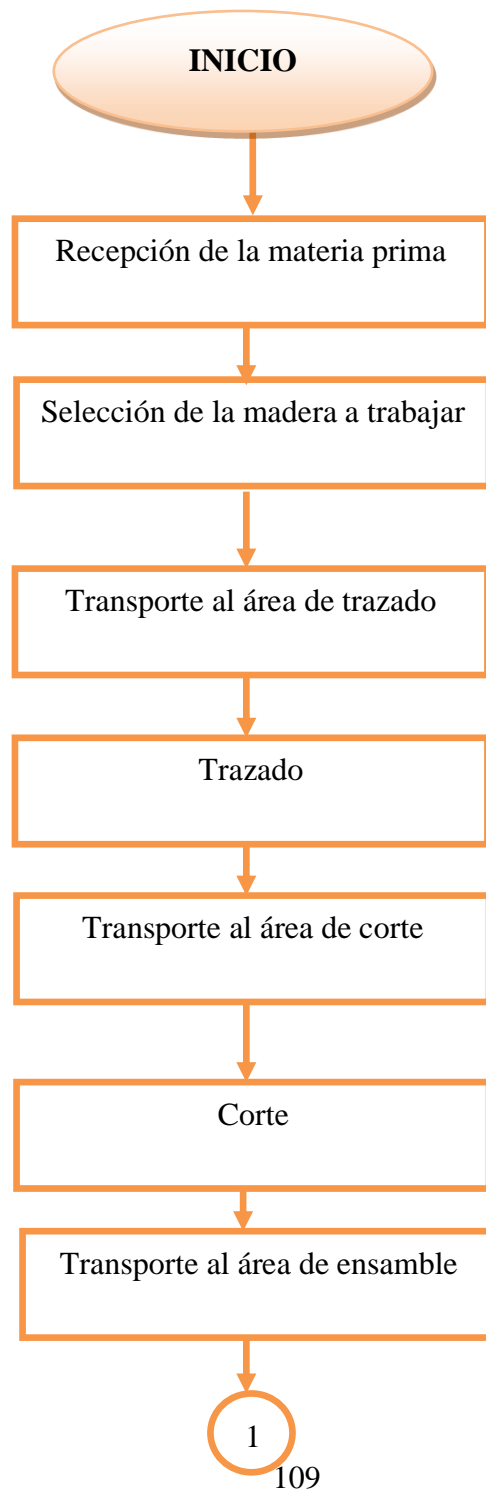 INICIO
Recepción de la materia prima
Selección de la madera a trabajar
Transporte al área de trazado
Trazado
Transporte al área de corte
Corte
Transporte al área de ensamble
1
109